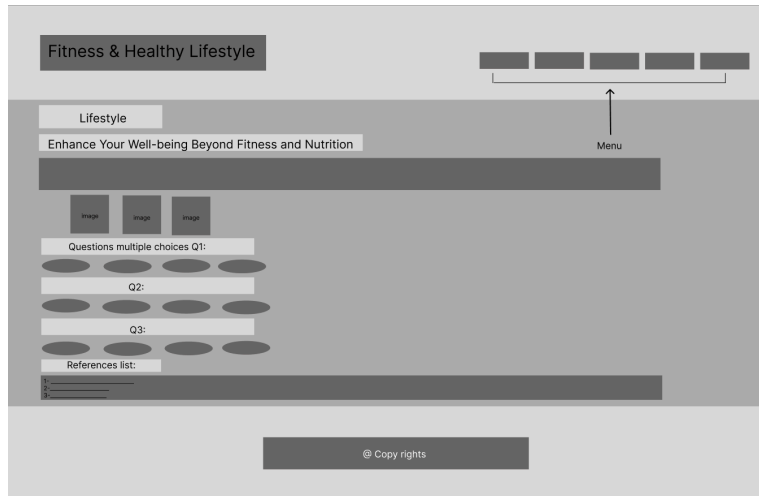 Fitness & Healthy Lifestyle
Menu
Lifestyle
Enhance Your Well-being Beyond Fitness and Nutrition
image image image
Questions multiple choices Q1:
Q2:
Q3:
References list:
1-
2-
3-
@ Copy rights